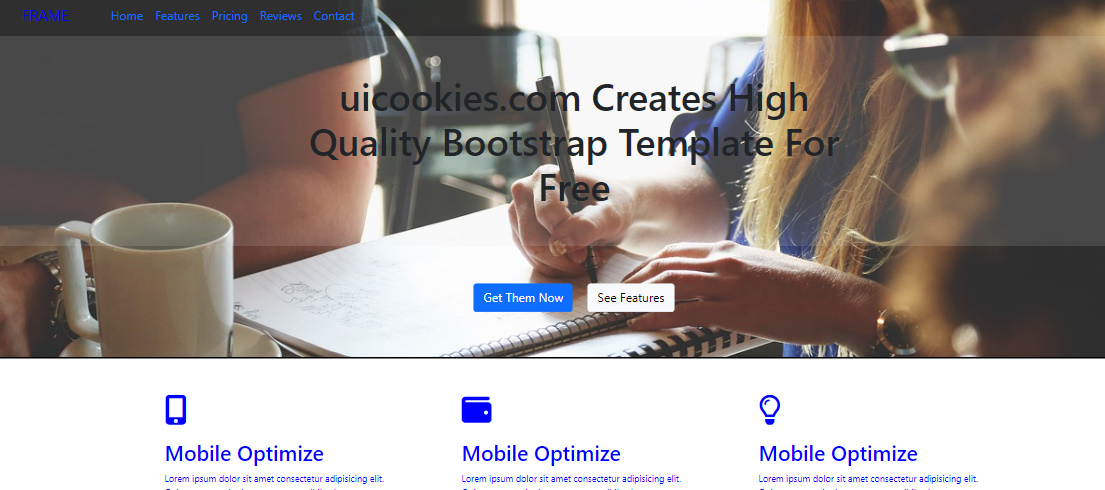 FRAME
Home Features Pricing Reviews Contact
uicookies.com Creates High
Quality Bootstrap Template For
Free
Get Them Now See Features
Mobile Optimize Mobile Optimize Mobile Optimize
Lorem ipsum dolor sit amet consectetur adipisicing elit. Lorem ipsum dolor sit amet consectetur adipisicing elit. Lorem ipsum dolor sit amet consectetur adipisicing elit.